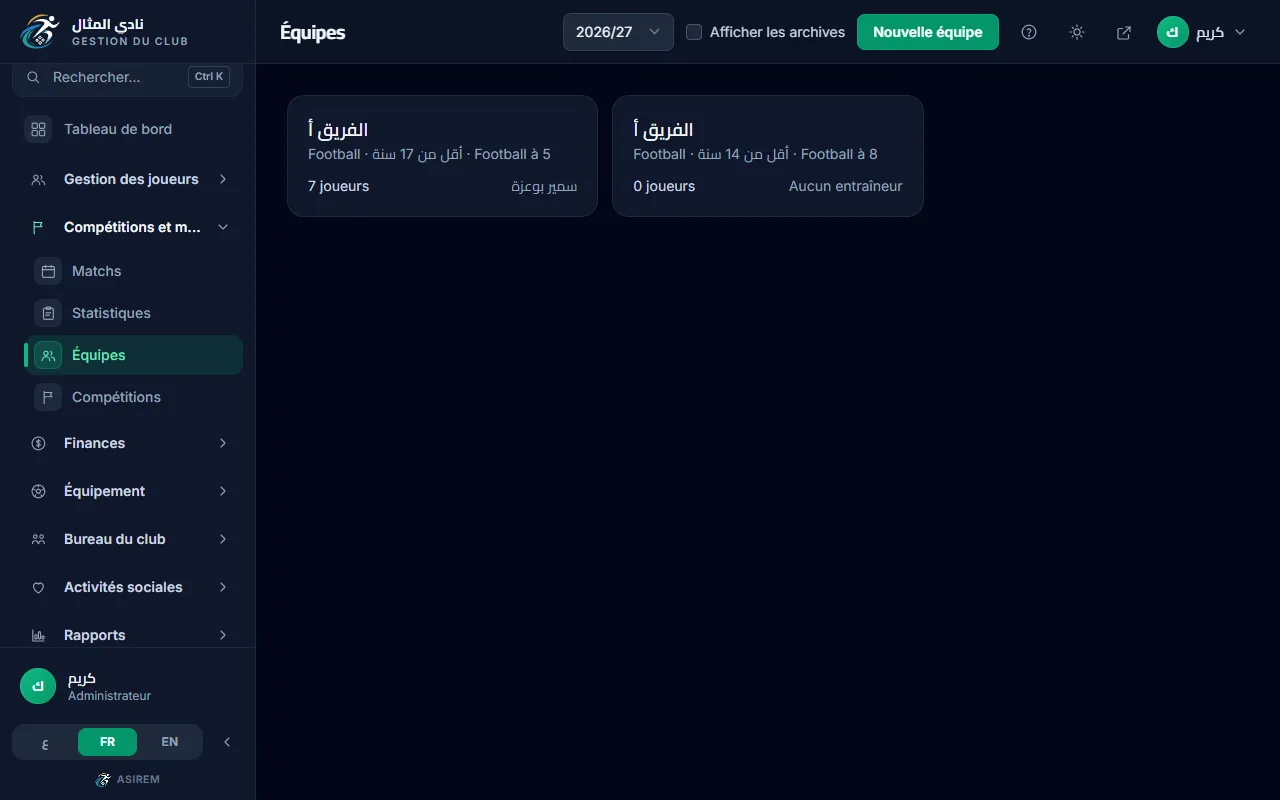 نادي المثال
GESTION DU CLUB
Rechercher...
Ctrl K
Tableau de bord
Gestion des joueurs
Compétitions et m...
Matchs
Statistiques
Équipes
Compétitions
Finances
Équipement
Bureau du club
Activités sociales
Rapports
كريم
Administrateur
ع
FR
EN
ASIREM
Équipes
2026/27
Afficher les archives
Nouvelle équipe
ك
كريم
الفريق أ
Football · أقل من 17 سنة · Football à 5
7 joueurs
سمير بوعزة
الفريق أ
Football · أقل من 14 سنة · Football à 8
0 joueurs
Aucun entraîneur